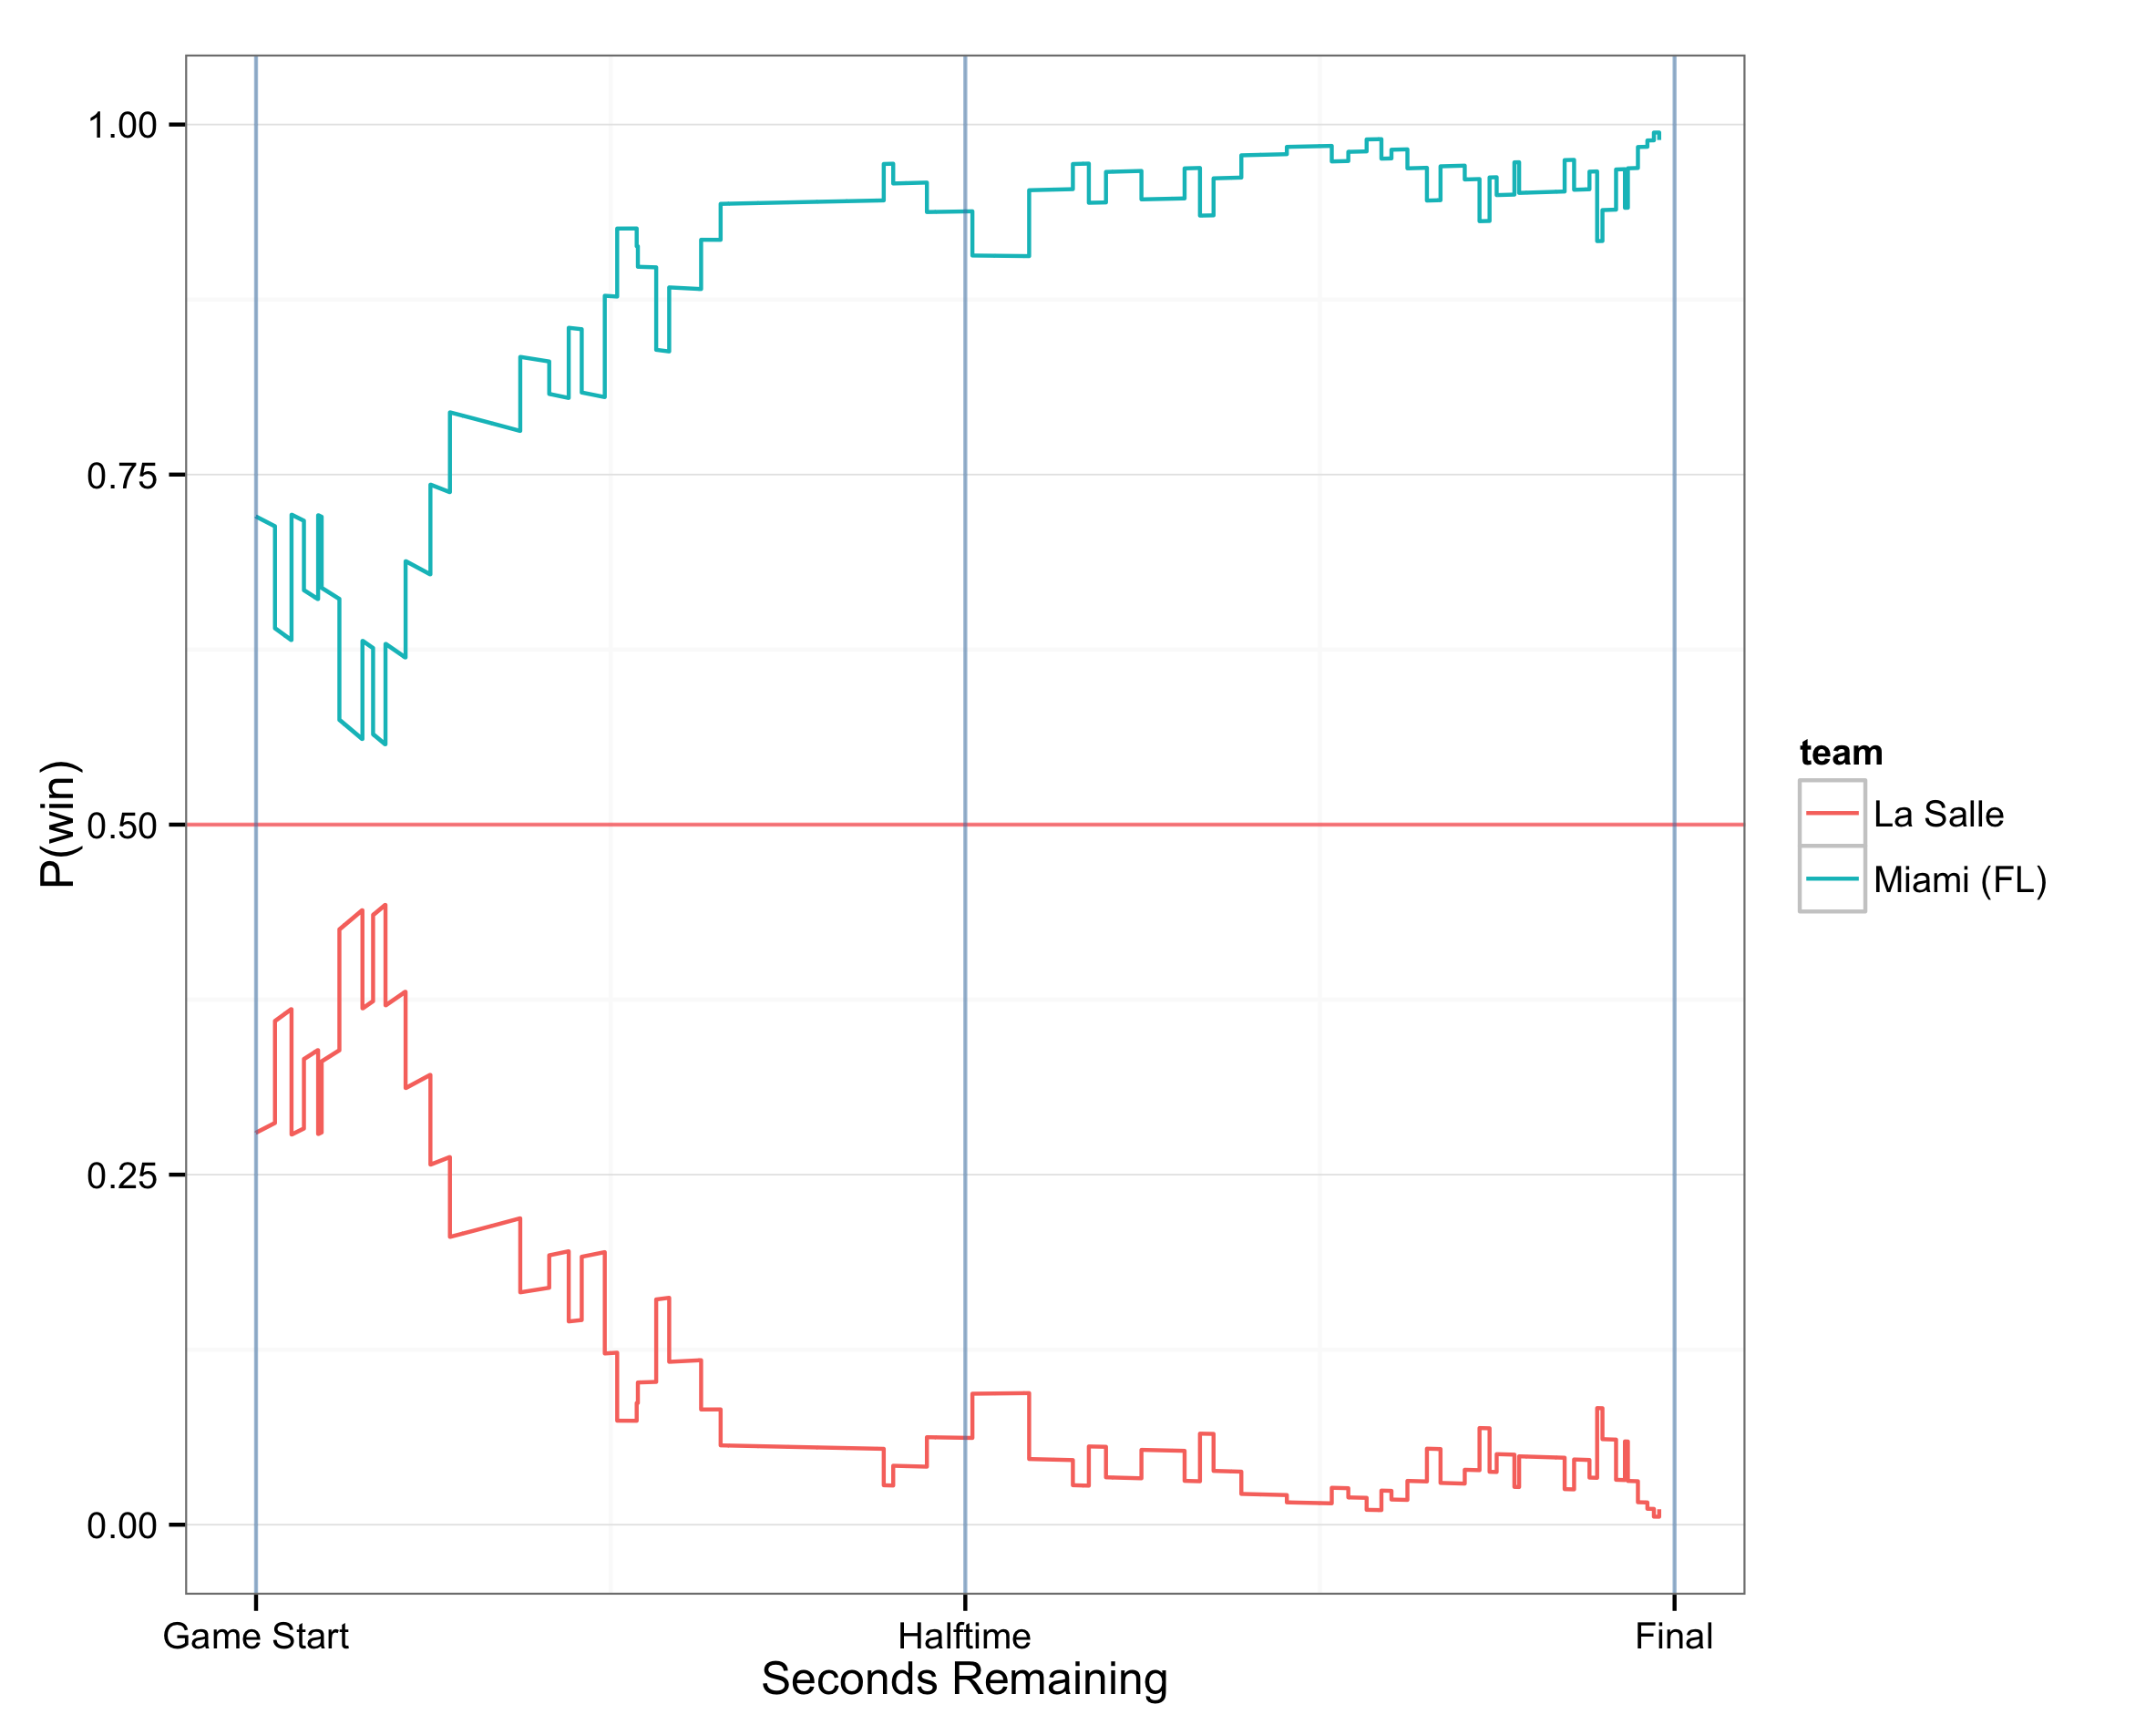 1.00
0.75
0.50
0.25
0.00
P(win)
Game Start
Halftime
Final
Seconds Remaining
team
La Salle
Miami (FL)